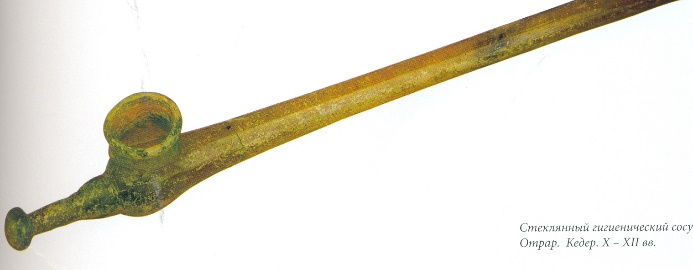 Стеклянный гигиенический сосу
Отрар. Кедер. X – XII вв.